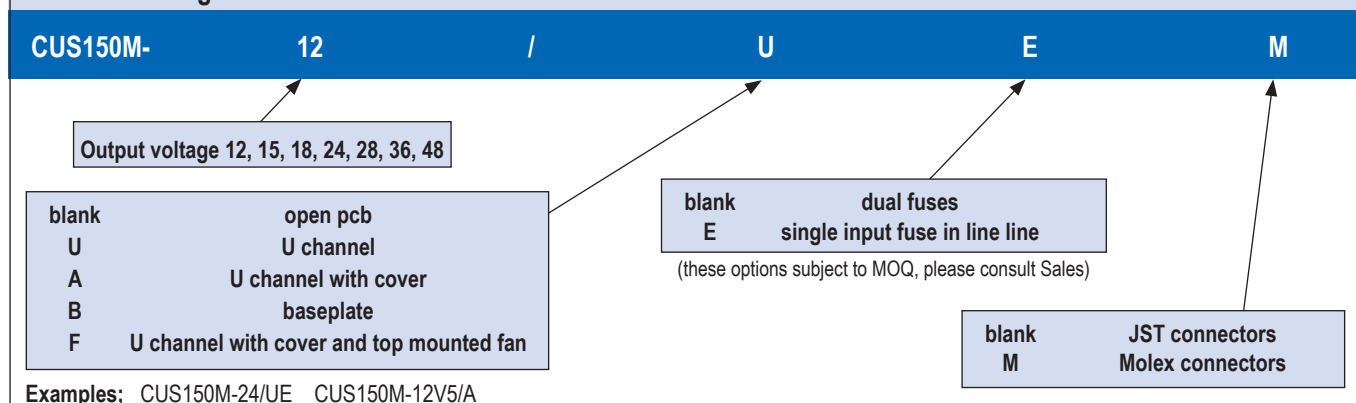 CUS150M- 12 / U E M
Output voltage 12, 15, 18, 24, 28, 36, 48
blank open pcb
U U channel
A U channel with cover
B baseplate
F U channel with cover and top mounted fan
blank dual fuses
E single input fuse in line line
(these options subject to MOQ, please consult Sales)
blank JST connectors
M Molex connectors
Examples; CUS150M-24/UE CUS150M-12V5/A